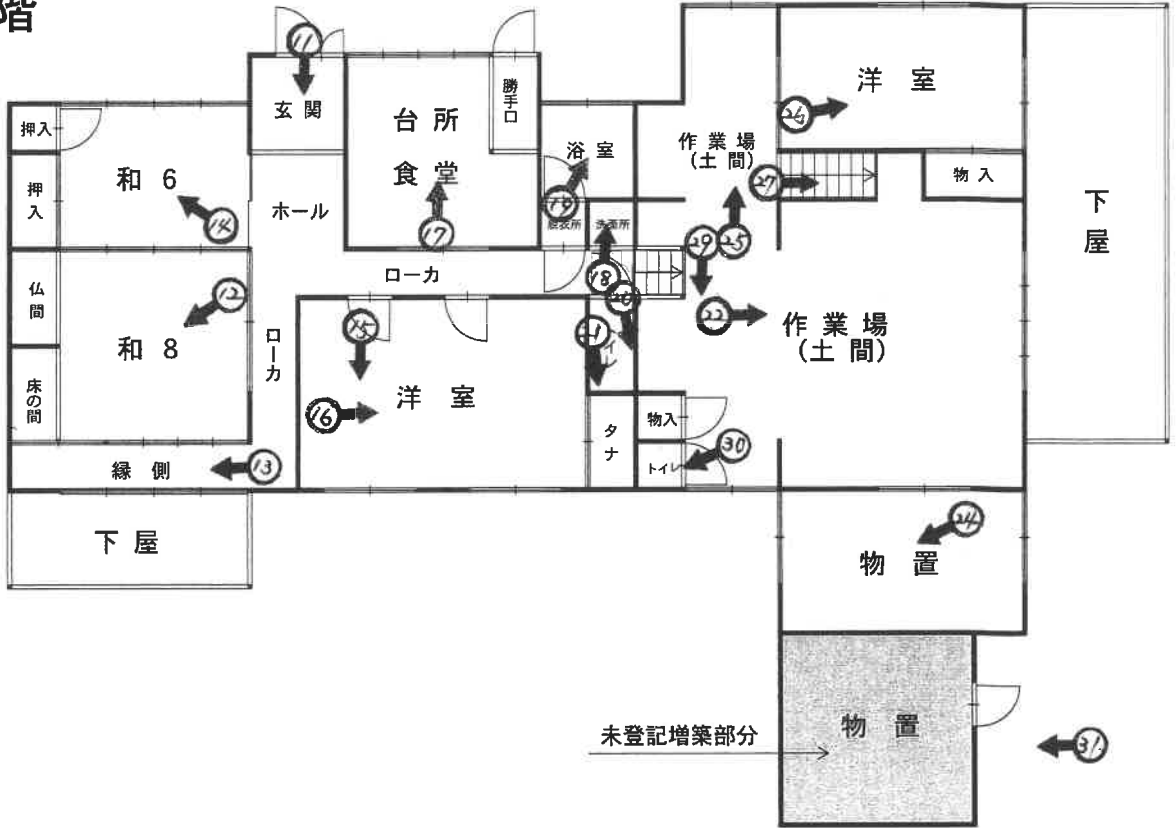 階
11
玄関
台所
食堂
勝手口
洋室
26
押入
押入
和6
14
ホール
17
浴室
19
脱衣所
洗面所
18
作業場
(土間)
27
物入
下屋
29
25
ローカ
仏間
12
和8
床の間
ローカ
15
20
21
トイレ
22
作業場
(土間)
16
洋室
タナ
物入
トイレ
30
縁側
13
下屋
24
物置
物置
未登記増築部分
31